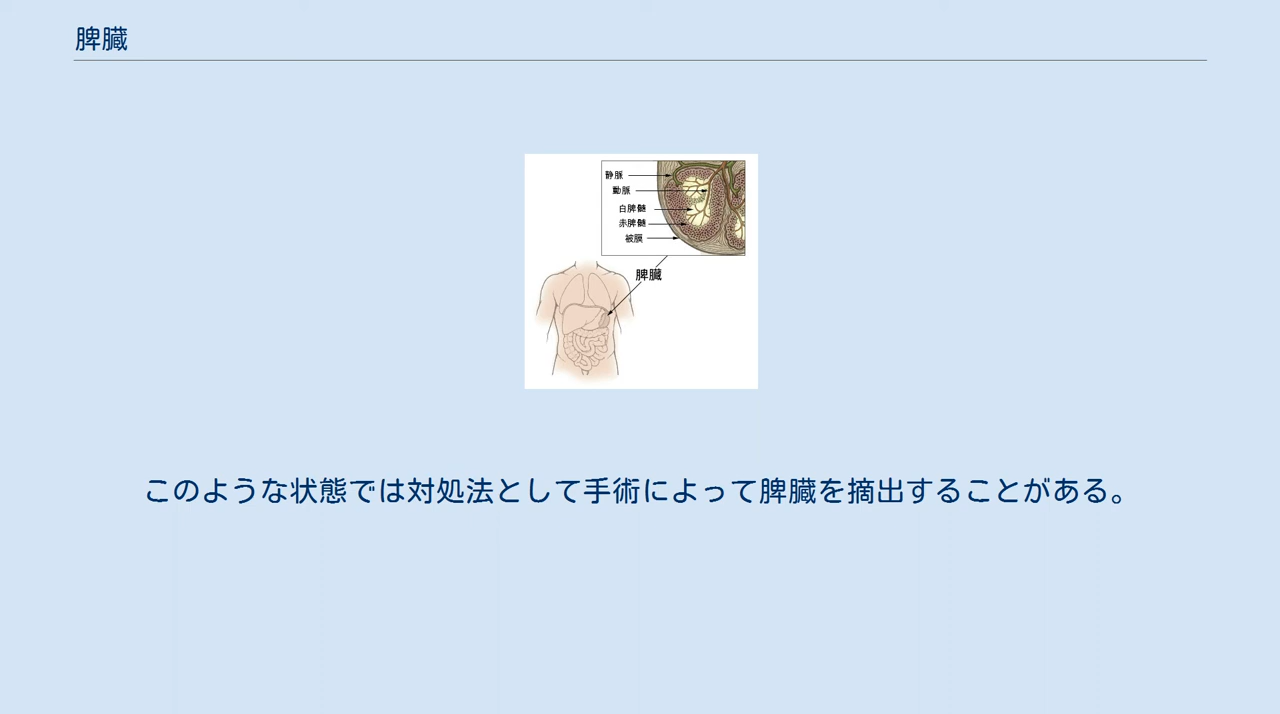 脾臓
静脈
動脈
白脾髄
赤脾髄
被膜
脾臓
このような状態では対処法として手術によって脾臓を摘出することがある。